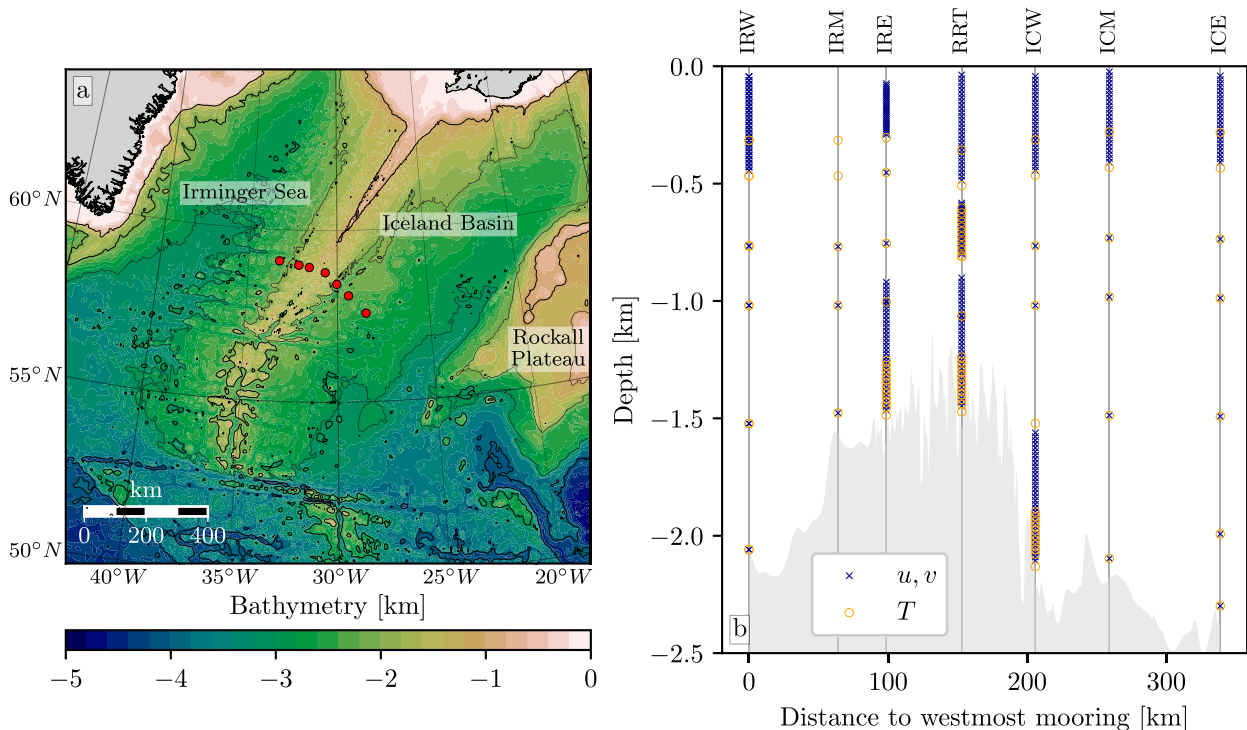 a
Irminger Sea
Iceland Basin
Rockall
Plateau
60°N
55°N
50°N
km
0 200 400
40°W 35°W 30°W 25°W 20°W
Bathymetry [km]
−5 −4 −3 −2 −1 0
IRW IRM IRE RRT ICW ICM ICE
Depth [km]
0.0
−0.5
−1.0
−1.5
−2.0
−2.5
u, v
T
b
0 100 200 300
Distance to westmost mooring [km]